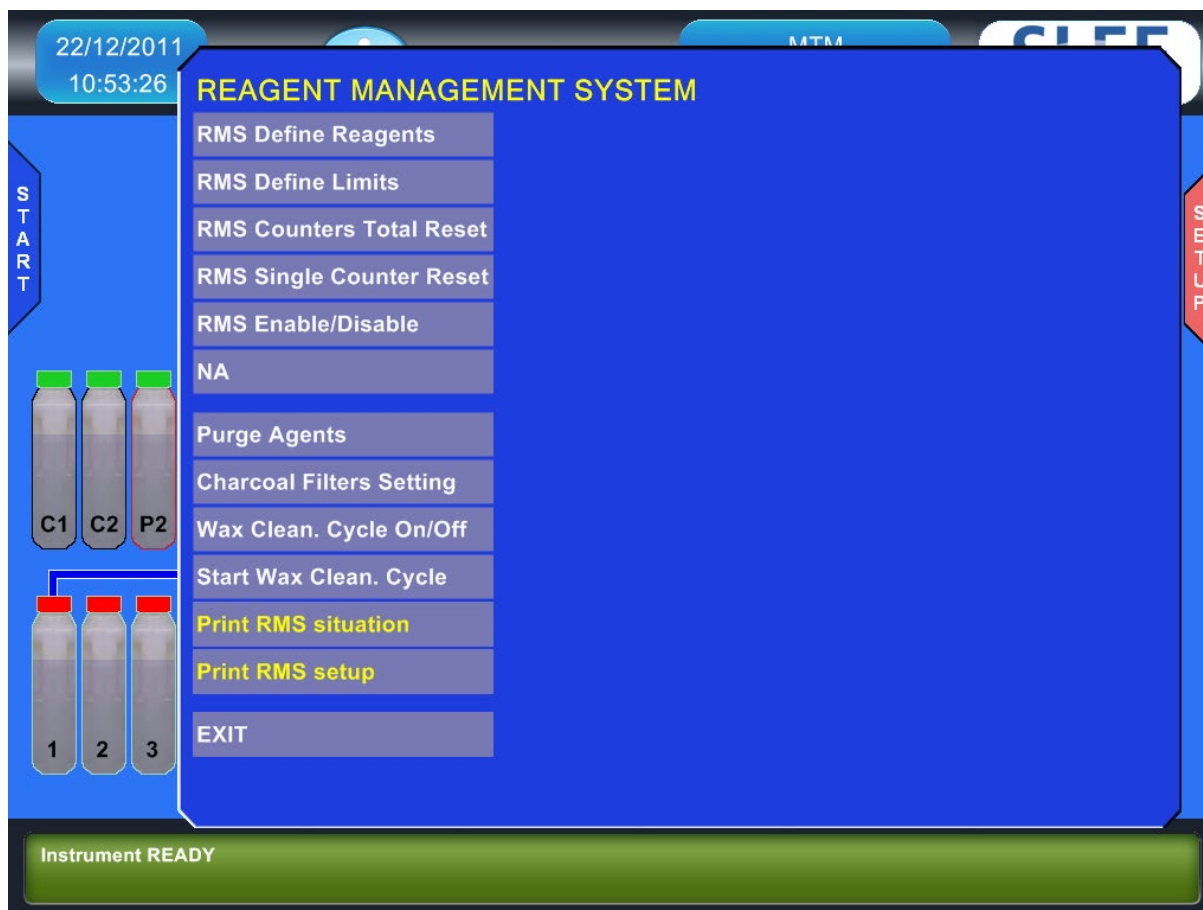 22/12/2011
10:53:26
REAGENT MANAGEMENT SYSTEM
RMS Define Reagents
RMS Define Limits
RMS Counters Total Reset
RMS Single Counter Reset
RMS Enable/Disable
NA
Purge Agents
Charcoal Filters Setting
Wax Clean. Cycle On/Off
Start Wax Clean. Cycle
Print RMS situation
Print RMS setup
EXIT
START
SETUP
C1 C2 P2
1 2 3
Instrument READY